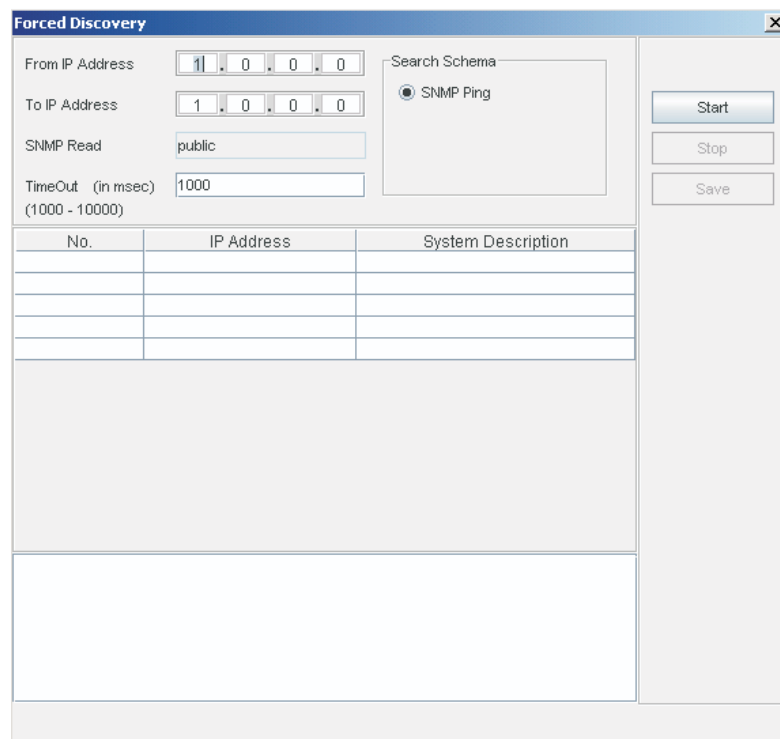 Forced Discovery
From IP Address 1 . 0 . 0 . 0
To IP Address 1 . 0 . 0 . 0
SNMP Read public
TimeOut (in msec) 1000
(1000 - 10000)
Search Schema
SNMP Ping
Start
Stop
Save
No. IP Address System Description